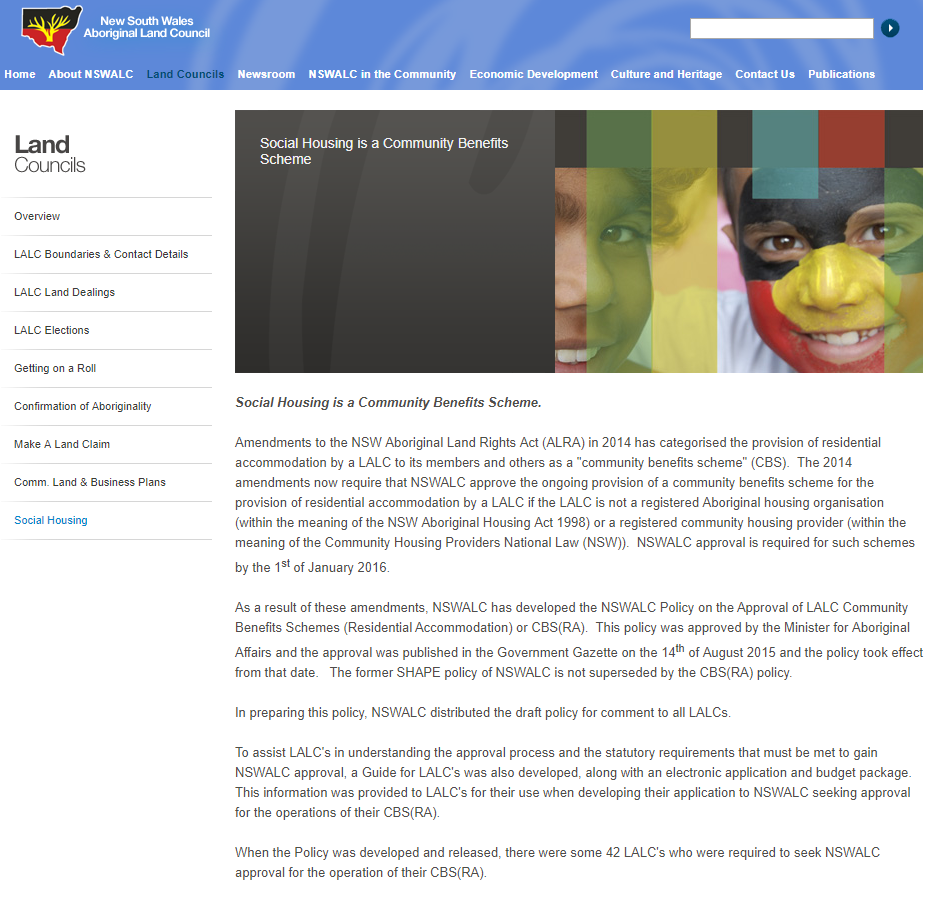 New South Wales
Aboriginal Land Council
Home About NSWALC Land Councils Newsroom NSWALC in the Community Economic Development Culture and Heritage Contact Us Publications
Land
Councils
Overview
LALC Boundaries & Contact Details
LALC Land Dealings
LALC Elections
Getting on a Roll
Confirmation of Aboriginality
Make A Land Claim
Comm. Land & Business Plans
Social Housing
Social Housing is a Community Benefits
Scheme
Social Housing is a Community Benefits Scheme.
Amendments to the NSW Aboriginal Land Rights Act (ALRA) in 2014 has categorised the provision of residential
accommodation by a LALC to its members and others as a "community benefits scheme" (CBS). The 2014
amendments now require that NSWALC approve the ongoing provision of a community benefits scheme for the
provision of residential accommodation by a LALC if the LALC is not a registered Aboriginal housing organisation
(within the meaning of the NSW Aboriginal Housing Act 1998) or a registered community housing provider (within the
meaning of the Community Housing Providers National Law (NSW)). NSWALC approval is required for such schemes
by the 1st of January 2016.
As a result of these amendments, NSWALC has developed the NSWALC Policy on the Approval of LALC Community
Benefits Schemes (Residential Accommodation) or CBS(RA). This policy was approved by the Minister for Aboriginal
Affairs and the approval was published in the Government Gazette on the 14th of August 2015 and the policy took effect
from that date. The former SHAPE policy of NSWALC is not superseded by the CBS(RA) policy.
In preparing this policy, NSWALC distributed the draft policy for comment to all LALCs.
To assist LALC's in understanding the approval process and the statutory requirements that must be met to gain
NSWALC approval, a Guide for LALC's was also developed, along with an electronic application and budget package.
This information was provided to LALC's for their use when developing their application to NSWALC seeking approval
for the operations of their CBS(RA).
When the Policy was developed and released, there were some 42 LALC's who were required to seek NSWALC
approval for the operation of their CBS(RA).